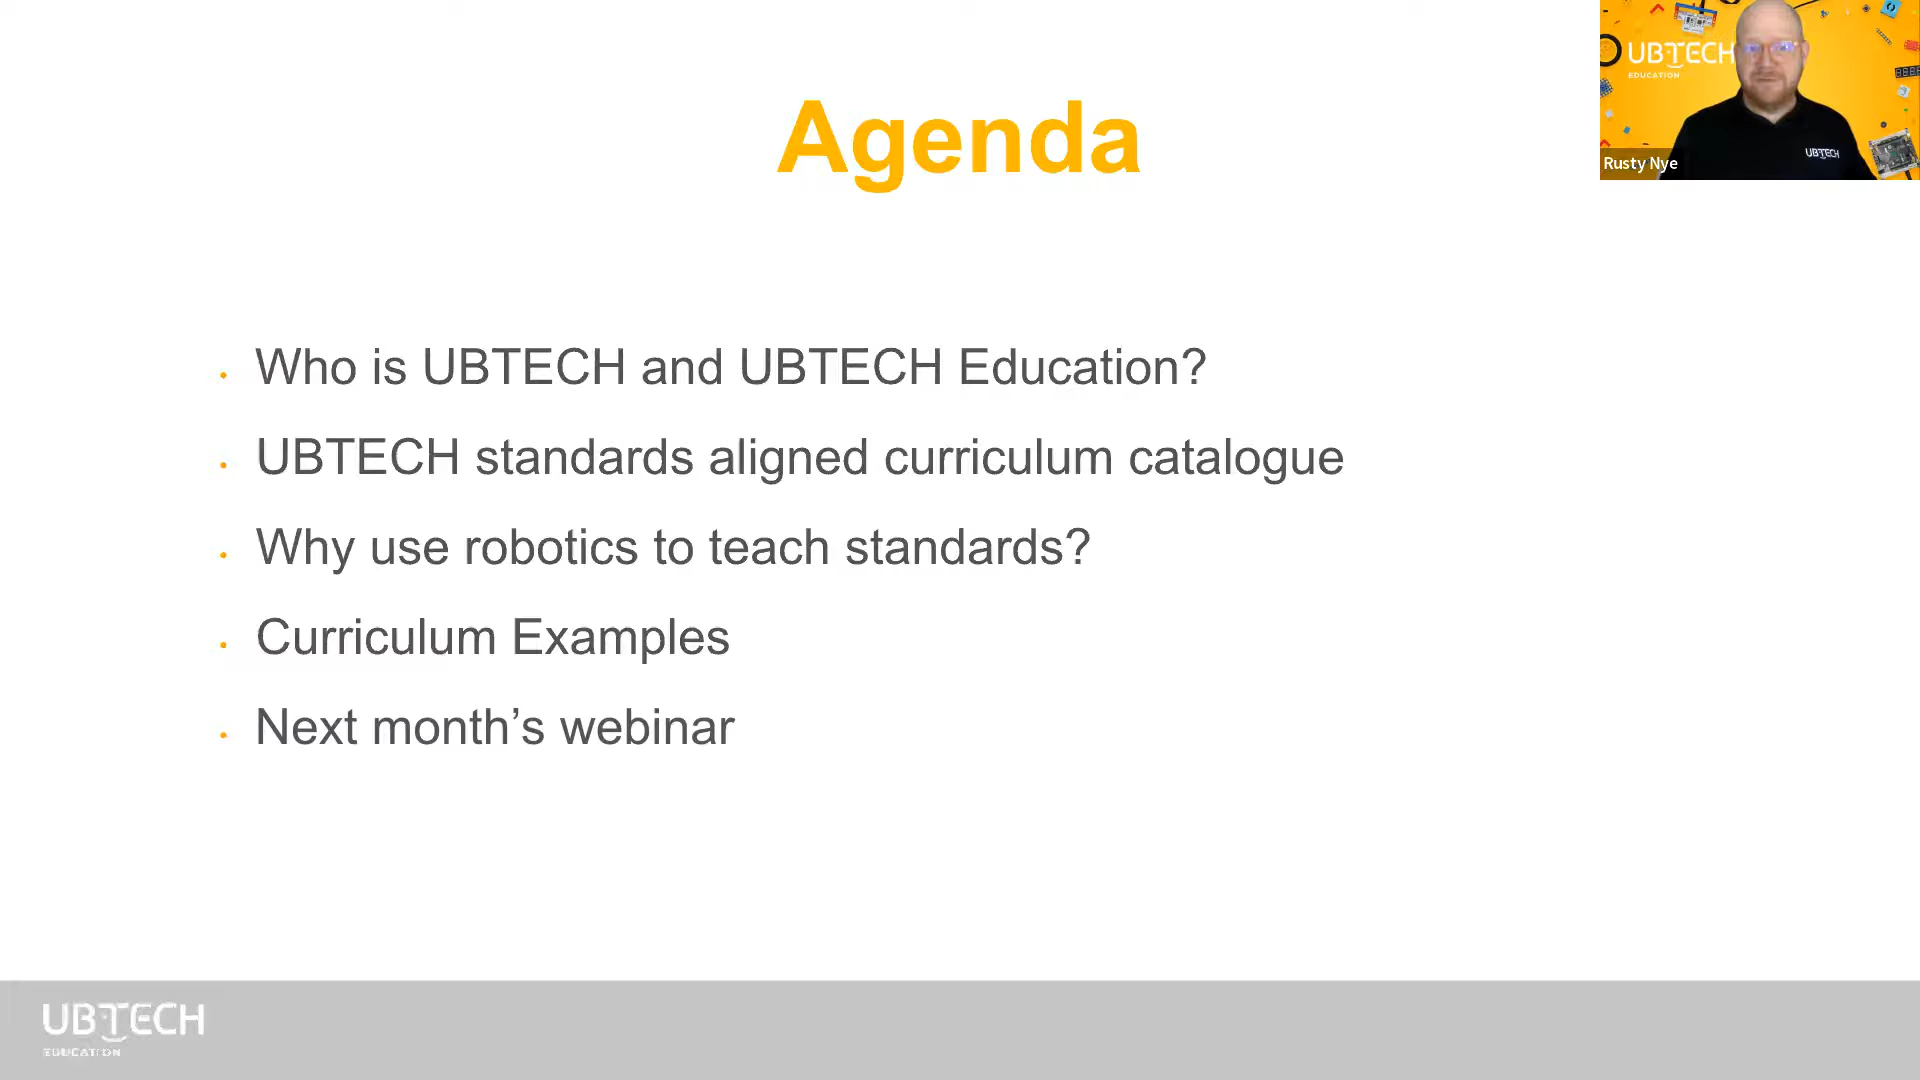 Agenda
UBTECH
EDUCATION
UBTECH
Rusty Nye
Who is UBTECH and UBTECH Education?
UBTECH standards aligned curriculum catalogue
Why use robotics to teach standards?
Curriculum Examples
Next month’s webinar
UBTECH
EDUCATION